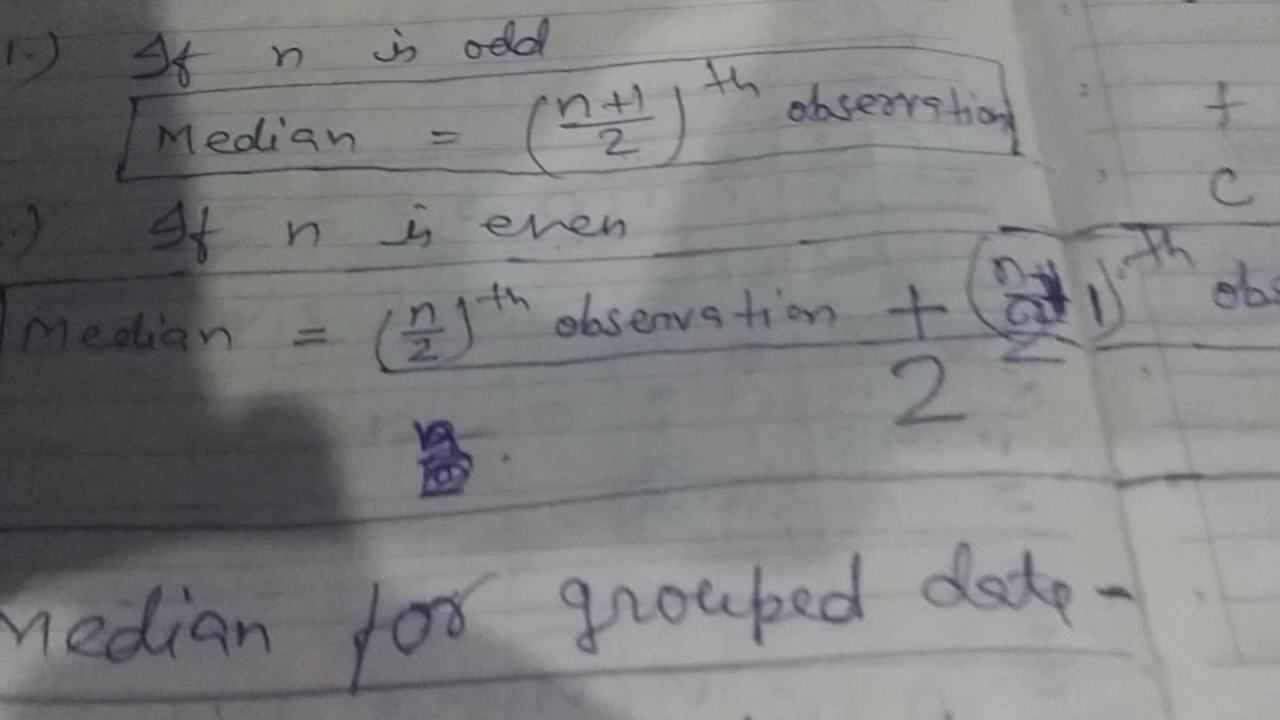 1.) If n is odd
Median = (n+1/2)th observation
.) If n is even
Median = (n/2)th observation + (n/2 + 1)th obs
2
Median for grouped data -
f
C